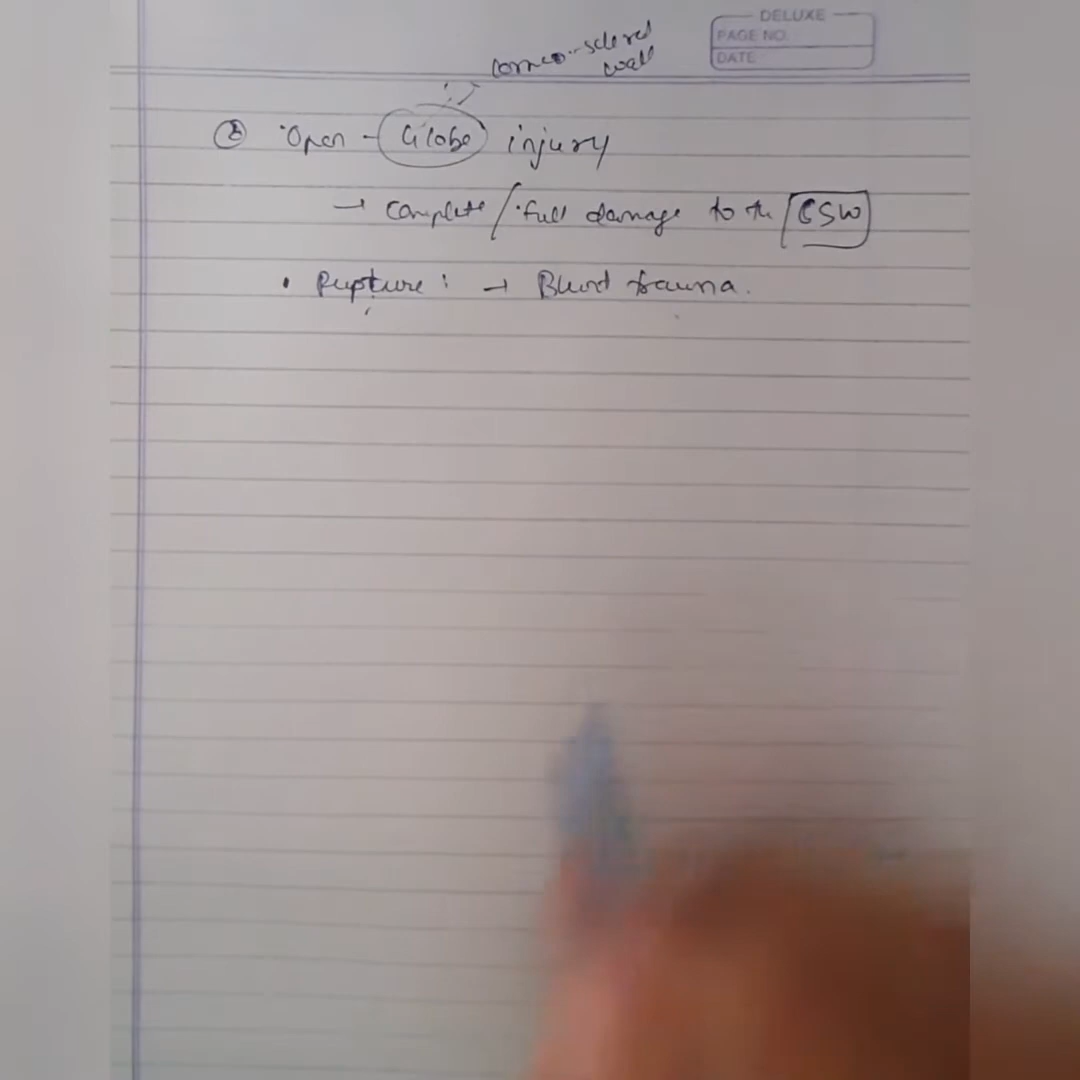 DELUXE
PAGE NO.
DATE
corneo-scleral
wall
② Open - Globe injury
→ Complete / full damage to the CSW
• Rupture : → Blunt trauma.